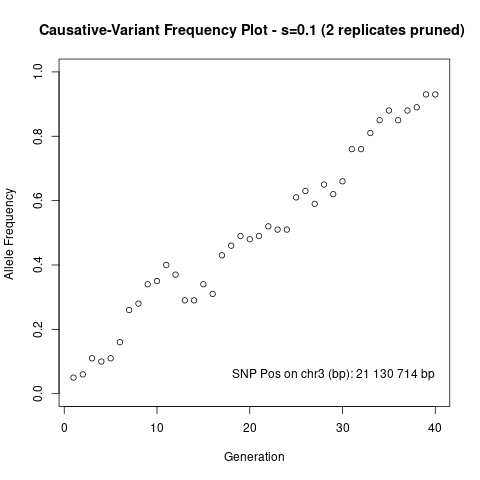 Causative-Variant Frequency Plot - s=0.1 (2 replicates pruned)
1.0
0.8
0.6
0.4
0.2
0.0
Allele Frequency
SNP Pos on chr3 (bp): 21 130 714 bp
0 10 20 30 40
Generation